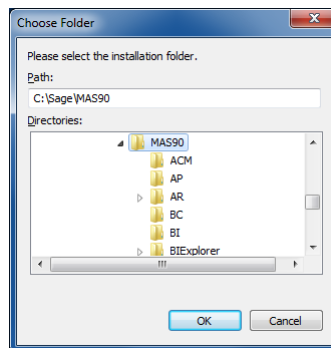 Choose Folder
Please select the installation folder.
Path:
C:\Sage\MAS90
Directories:
MAS90
ACM
AP
AR
BC
BI
BIExplorer
OK
Cancel